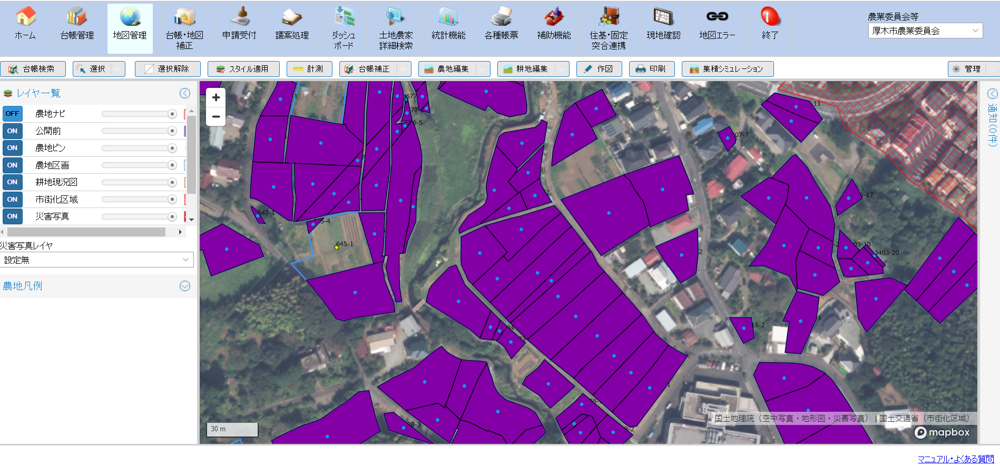 ホーム
台帳管理
地図管理
台帳・地図
補正
申請受付
議案処理
ダッシュ
ボード
土地農家
詳細検索
統計機能
各種帳票
補助機能
住基・固定
突合連携
現地確認
地図エラー
終了
農業委員会等
厚木市農業委員会
台帳検索
選択
選択解除
スタイル適用
計測
台帳補正
農地編集
耕地編集
作図
印刷
集積シミュレーション
管理
レイヤ一覧
OFF 農地ナビ
ON 公開前
ON 農地ピン
ON 農地区画
ON 耕地現況図
ON 市街化区域
ON 災害写真
災害写真レイヤ
設定無
農地凡例
通知(0件)
+
−
677
6-5
-7
-11
07-7
647-1
5-4
645-1
-17
03-10
3403-20
2
34
33
16-2
1
1
38-3
-2
30 m
国土地理院（空中写真・地形図・災害写真） | 国土交通省（市街化区域）
mapbox
マニュアル・よくある質問